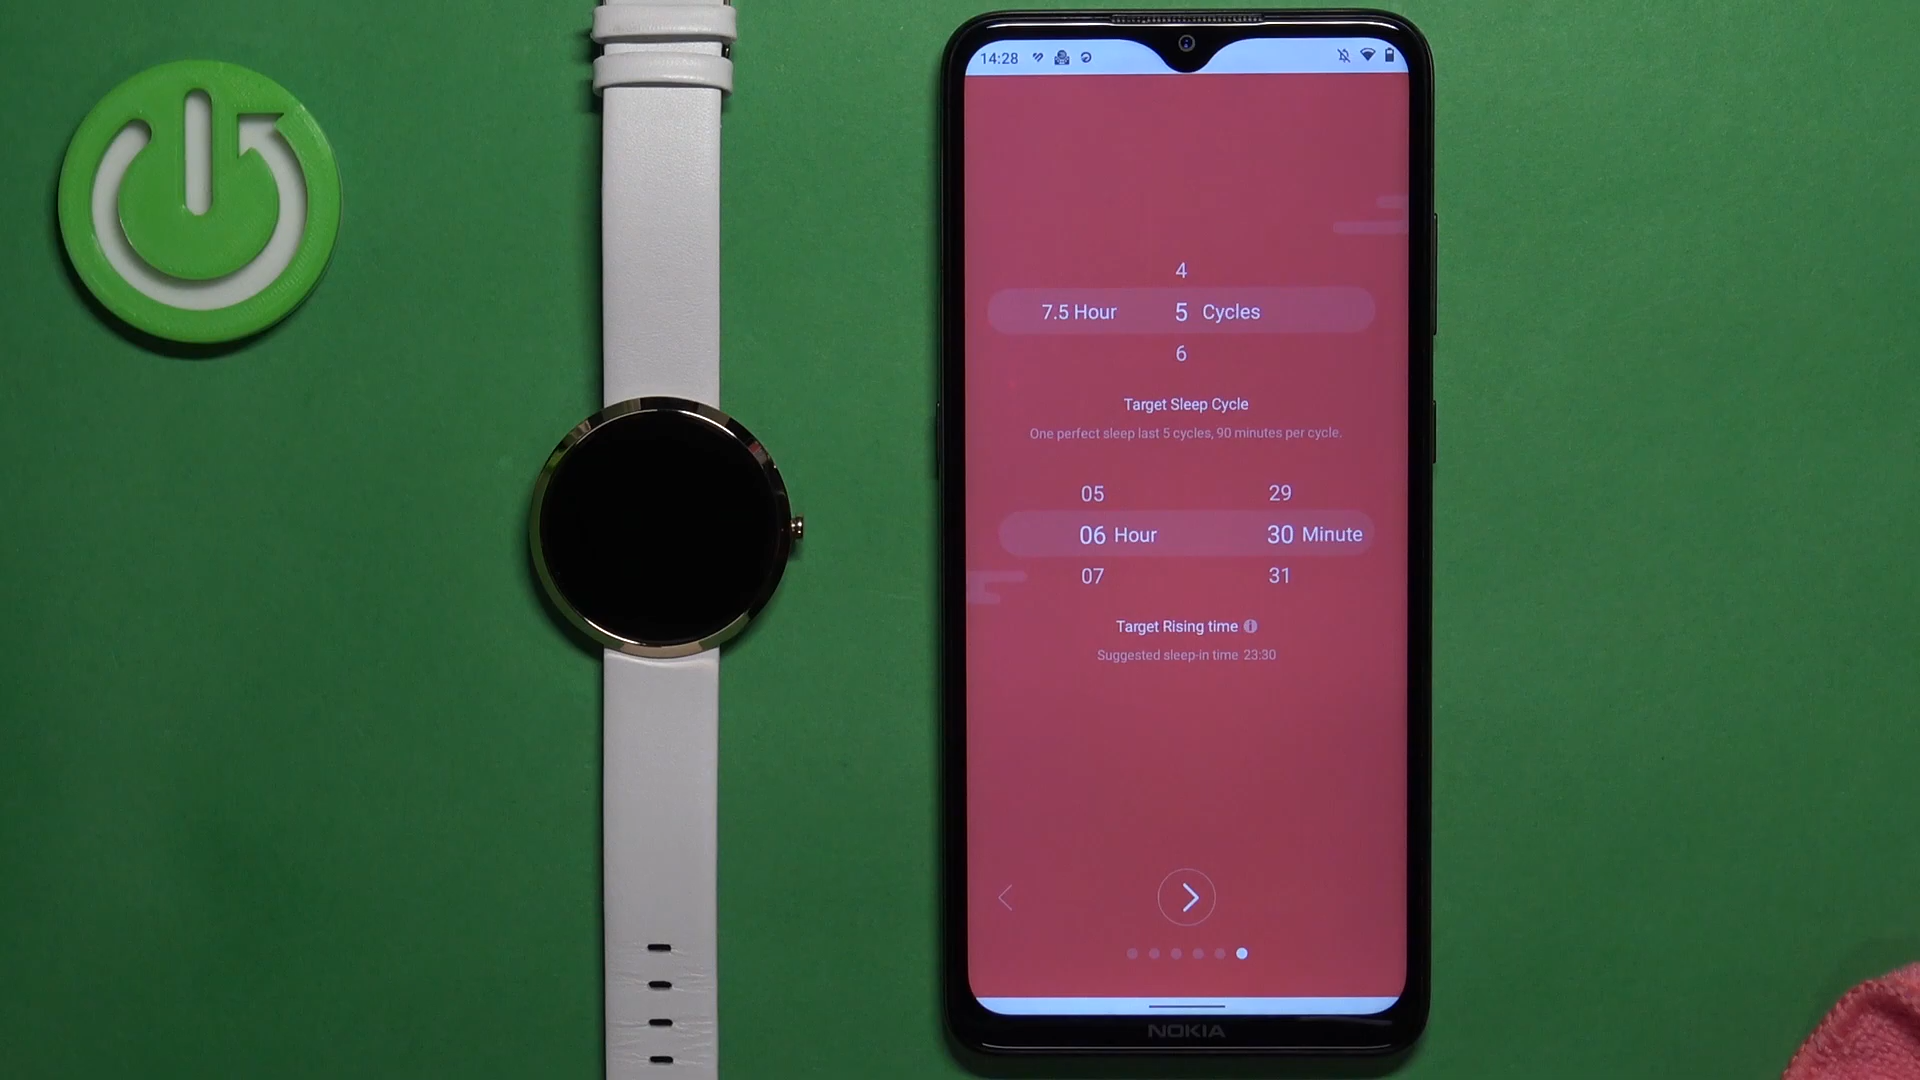 14:28
4
7.5 Hour 5 Cycles
6
Target Sleep Cycle
One perfect sleep last 5 cycles, 90 minutes per cycle.
05 29
06 Hour 30 Minute
07 31
Target Rising time
Suggested sleep-in time 23:30
NOKIA